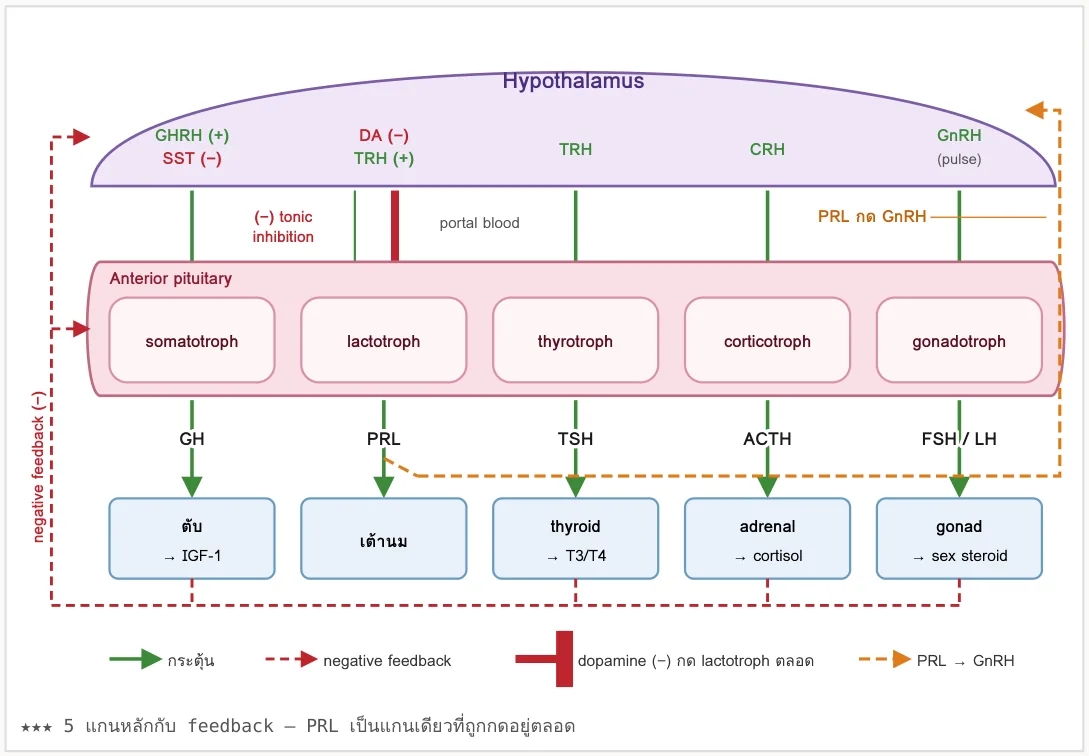 Hypothalamus
GHRH (+)
SST (−)
DA (−)
TRH (+)
TRH
CRH
GnRH
(pulse)
(−) tonic
inhibition
portal blood
PRL กด GnRH
Anterior pituitary
somatotroph
lactotroph
thyrotroph
corticotroph
gonadotroph
negative feedback (−)
GH
PRL
TSH
ACTH
FSH / LH
ตับ
→ IGF-1
เต้านม
thyroid
→ T3/T4
adrenal
→ cortisol
gonad
→ sex steroid
กระตุ้น
negative feedback
dopamine (−) กด lactotroph ตลอด
PRL → GnRH
★★★ 5 แกนหลักกับ feedback — PRL เป็นแกนเดียวที่ถูกกดอยู่ตลอด